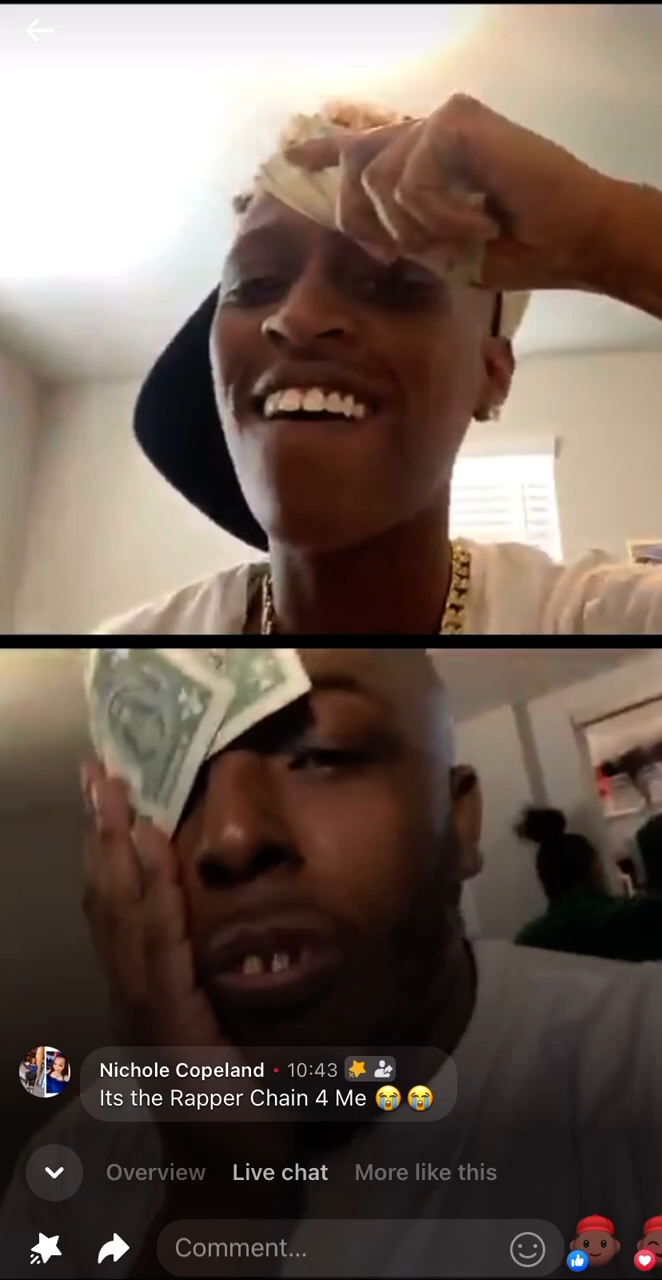 Nichole Copeland • 10:43
Its the Rapper Chain 4 Me 😭😭
Overview Live chat More like this
Comment...